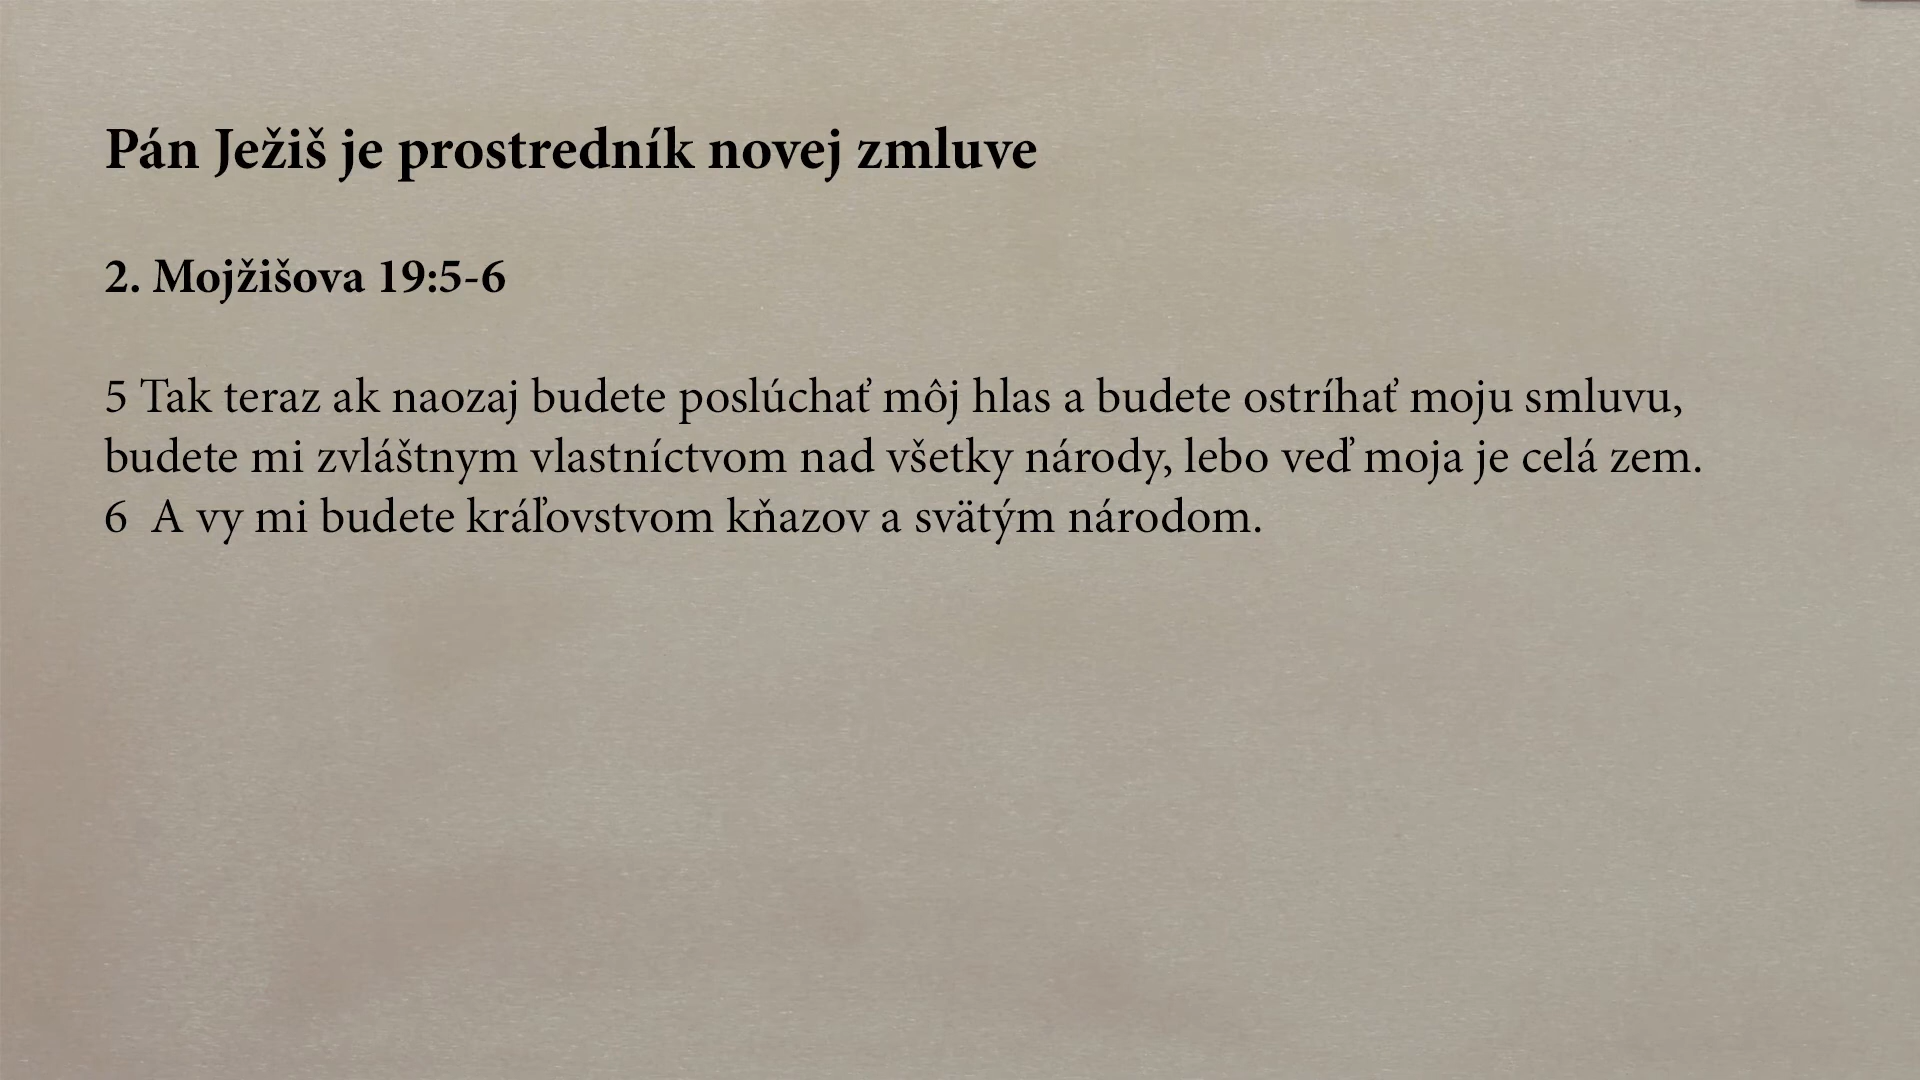 Pán Ježiš je prostredník novej zmluve
2. Mojžišova 19:5-6
5 Tak teraz ak naozaj budete poslúchať môj hlas a budete ostríhať moju smluvu,
budete mi zvláštnym vlastníctvom nad všetky národy, lebo veď moja je celá zem.
6  A vy mi budete kráľovstvom kňazov a svätým národom.